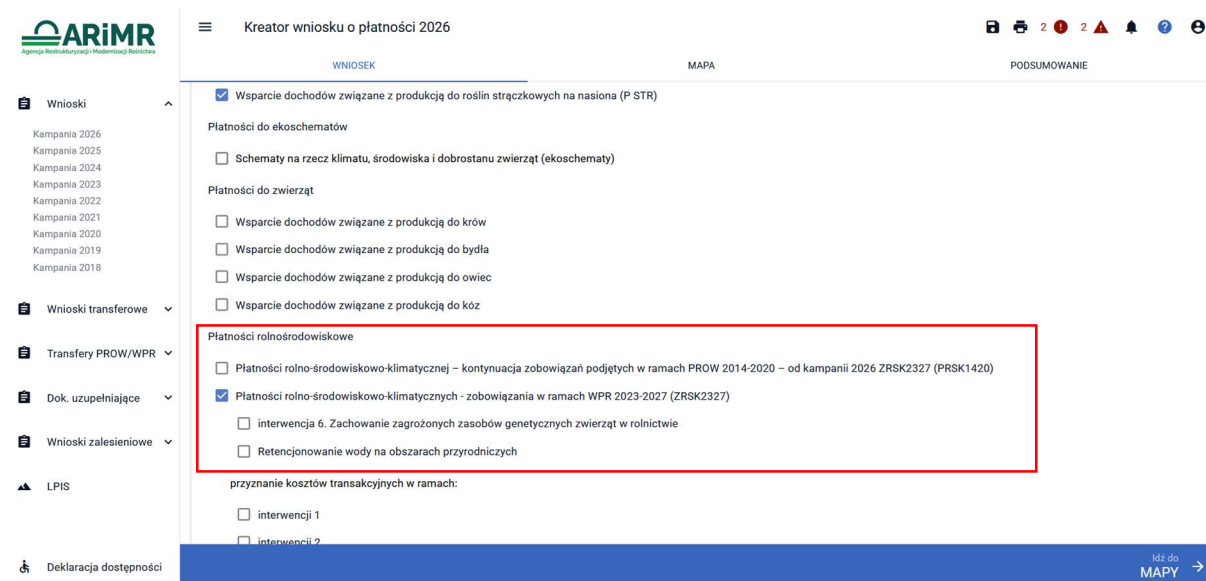 ARiMR
Agencja Restrukturyzacji i Modernizacji Rolnictwa
Kreator wniosku o płatności 2026
2
2
WNIOSEK
MAPA
PODSUMOWANIE
Wnioski
Kampania 2026
Kampania 2025
Kampania 2024
Kampania 2023
Kampania 2022
Kampania 2021
Kampania 2020
Kampania 2019
Kampania 2018
Wnioski transferowe
Transfery PROW/WPR
Dok. uzupełniające
Wnioski zalesieniowe
LPIS
Deklaracja dostępności
Wsparcie dochodów związane z produkcją do roślin strączkowych na nasiona (P STR)
Płatności do ekoschematów
Schematy na rzecz klimatu, środowiska i dobrostanu zwierząt (ekoschematy)
Płatności do zwierząt
Wsparcie dochodów związane z produkcją do krów
Wsparcie dochodów związane z produkcją do bydła
Wsparcie dochodów związane z produkcją do owiec
Wsparcie dochodów związane z produkcją do kóz
Płatności rolnośrodowiskowe
Płatności rolno-środowiskowo-klimatycznej – kontynuacja zobowiązań podjętych w ramach PROW 2014-2020 – od kampanii 2026 ZRSK2327 (PRSK1420)
Płatności rolno-środowiskowo-klimatycznych - zobowiązania w ramach WPR 2023-2027 (ZRSK2327)
interwencja 6. Zachowanie zagrożonych zasobów genetycznych zwierząt w rolnictwie
Retencjonowanie wody na obszarach przyrodniczych
przyznanie kosztów transakcyjnych w ramach:
interwencji 1
interwencji 2
Idź do
MAPY